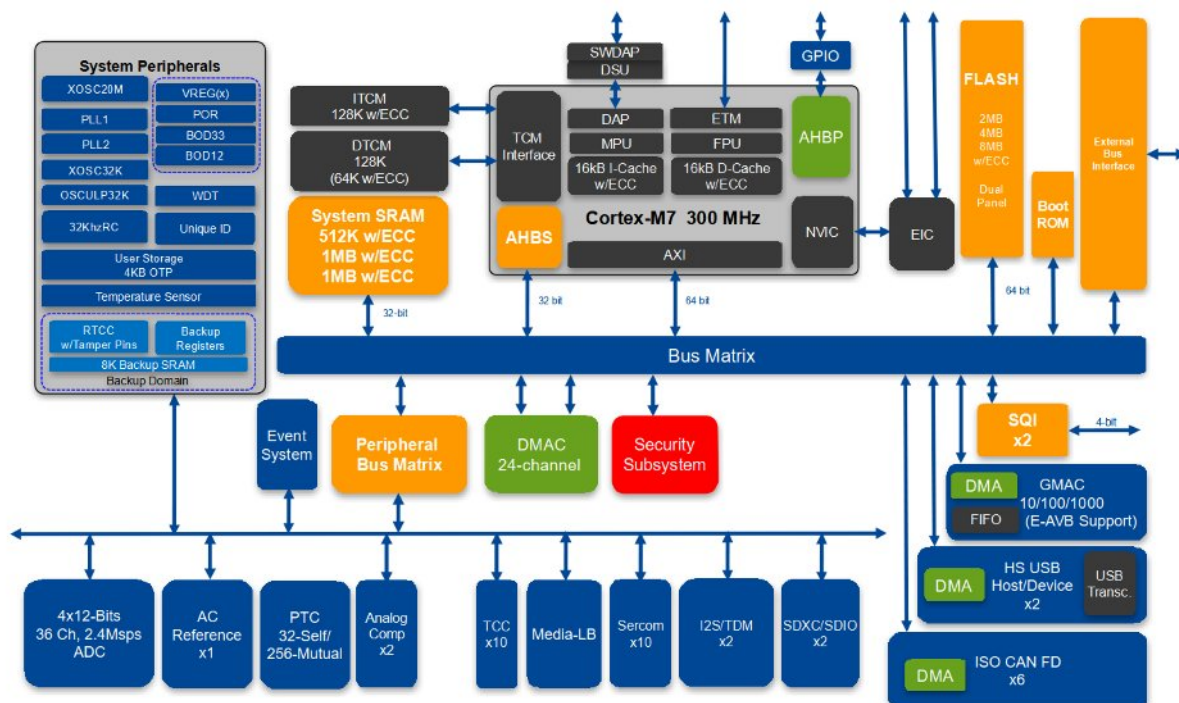 System Peripherals
XOSC20M
VREG(x)
PLL1
POR
BOD33
PLL2
BOD12
XOSC32K
OSCULP32K
WDT
32KhzRC
Unique ID
User Storage
4KB OTP
Temperature Sensor
RTCC
w/Tamper Pins
Backup
Registers
8K Backup SRAM
Backup Domain
ITCM
128K w/ECC
DTCM
128K
(64K w/ECC)
System SRAM
512K w/ECC
1MB w/ECC
1MB w/ECC
32-bit
SWDAP
DSU
GPIO
TCM
Interface
DAP
ETM
MPU
FPU
16kB I-Cache
w/ECC
16kB D-Cache
w/ECC
AHBP
Cortex-M7 300 MHz
AHBS
AXI
NVIC
EIC
32 bit
64 bit
FLASH
2MB
4MB
8MB
w/ECC
Dual
Panel
64 bit
Boot
ROM
External
Bus
Interface
Bus Matrix
Event
System
Peripheral
Bus Matrix
DMAC
24-channel
Security
Subsystem
SQI
x2
4-bit
DMA
FIFO
GMAC
10/100/1000
(E-AVB Support)
DMA
HS USB
Host/Device
x2
USB
Transc.
DMA
ISO CAN FD
x6
4x12-Bits
36 Ch, 2.4Msps
ADC
AC
Reference
x1
PTC
32-Self/
256-Mutual
Analog
Comp
x2
TCC
x10
Media-LB
Sercom
x10
I2S/TDM
x2
SDXC/SDIO
x2